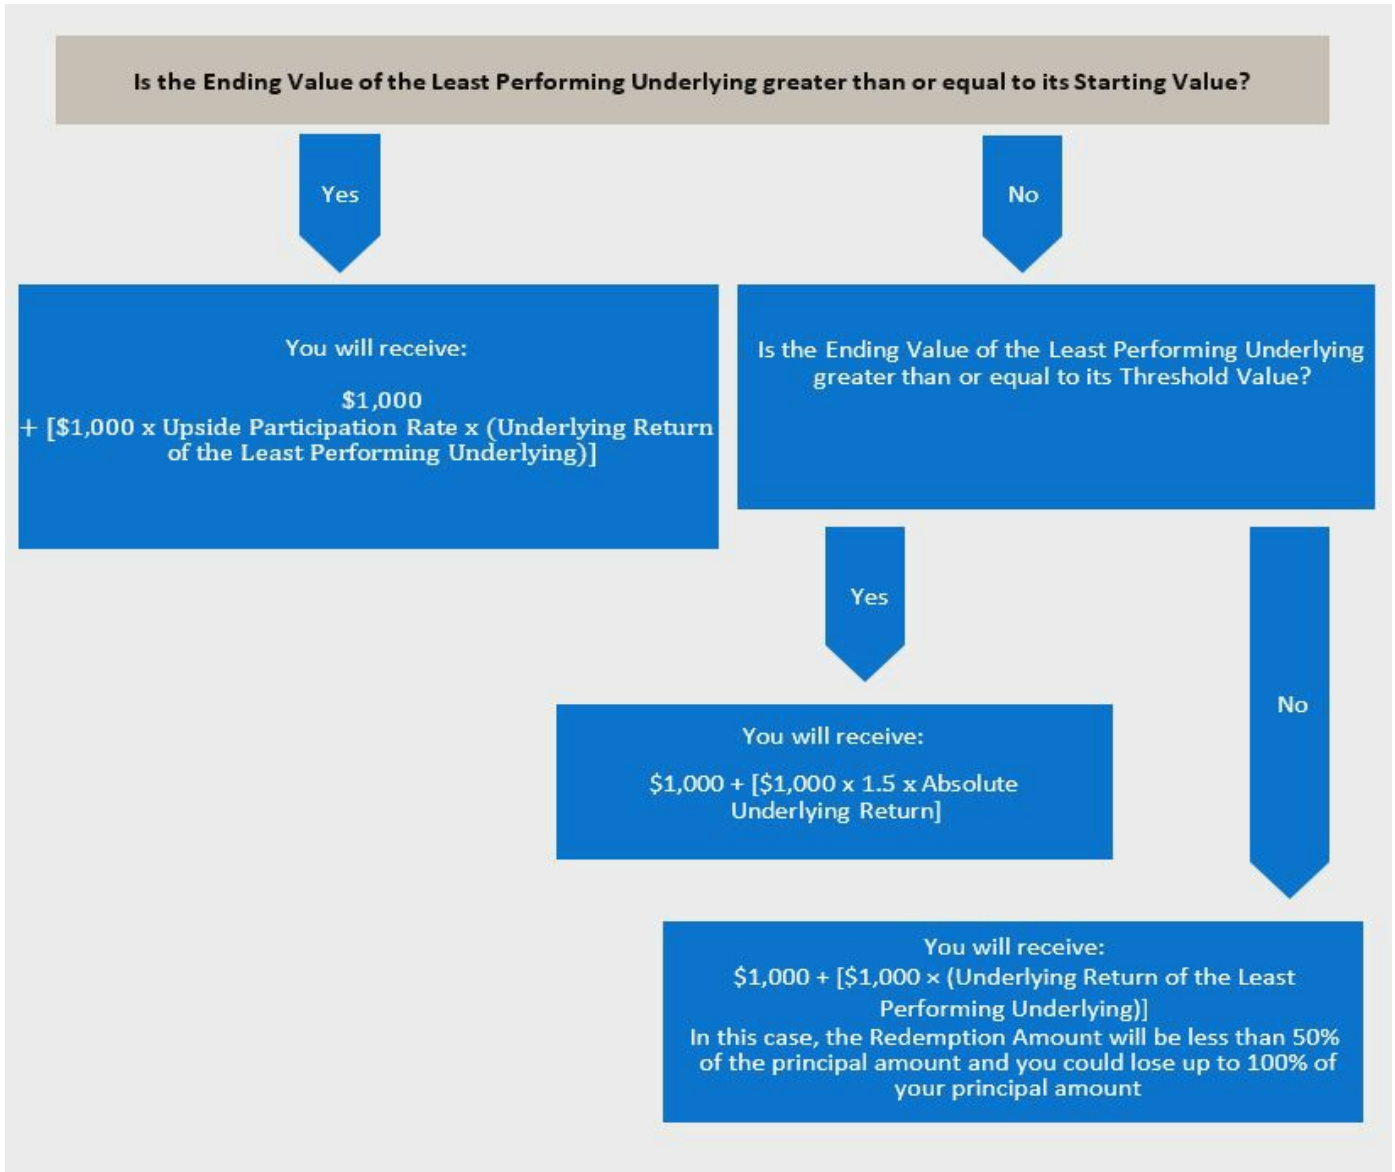 Is the Ending Value of the Least Performing Underlying greater than or equal to its Starting Value?
Yes
No
You will receive:
$1,000
+ [$1,000 x Upside Participation Rate x (Underlying Return
of the Least Performing Underlying)]
Is the Ending Value of the Least Performing Underlying
greater than or equal to its Threshold Value?
Yes
No
You will receive:
$1,000 + [$1,000 x 1.5 x Absolute
Underlying Return]
You will receive:
$1,000 + [$1,000 × (Underlying Return of the Least
Performing Underlying)]
In this case, the Redemption Amount will be less than 50%
of the principal amount and you could lose up to 100% of
your principal amount